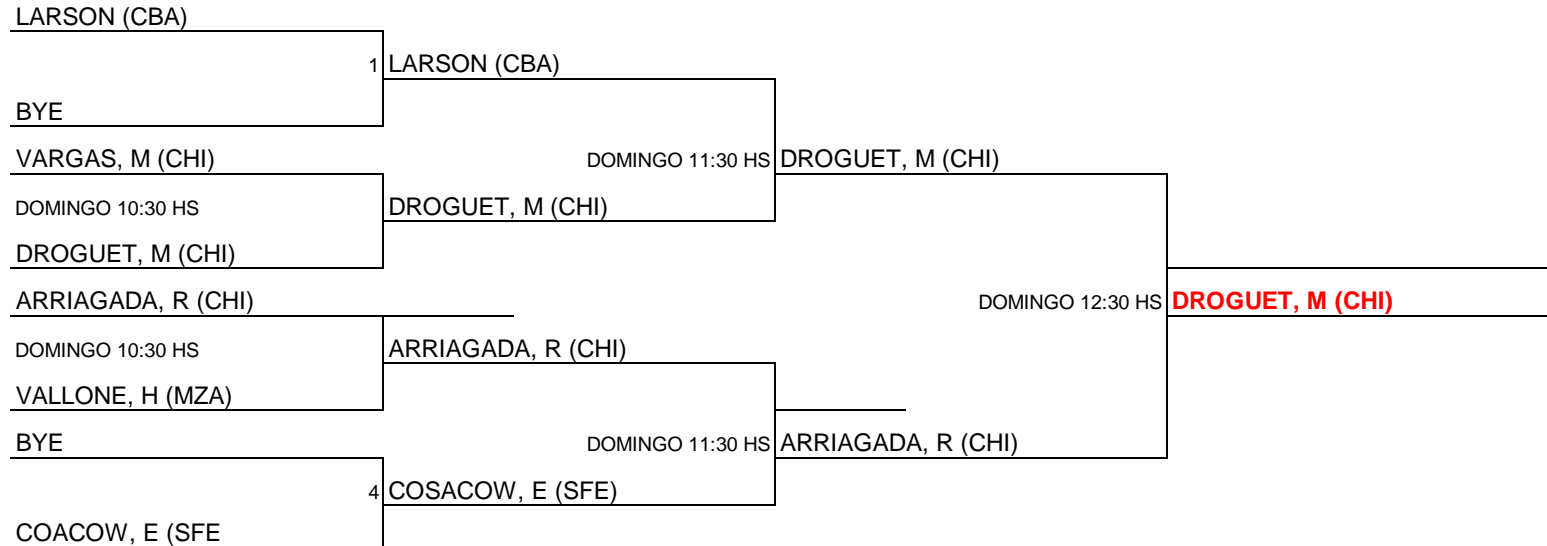 LARSON (CBA)
1 LARSON (CBA)
BYE
VARGAS, M (CHI)
DOMINGO 11:30 HS DROGUET, M (CHI)
DOMINGO 10:30 HS DROGUET, M (CHI)
DROGUET, M (CHI)
ARRIAGADA, R (CHI)
DOMINGO 12:30 HS DROGUET, M (CHI)
DOMINGO 10:30 HS ARRIAGADA, R (CHI)
VALLONE, H (MZA)
BYE
DOMINGO 11:30 HS ARRIAGADA, R (CHI)
4 COSACOW, E (SFE)
COACOW, E (SFE